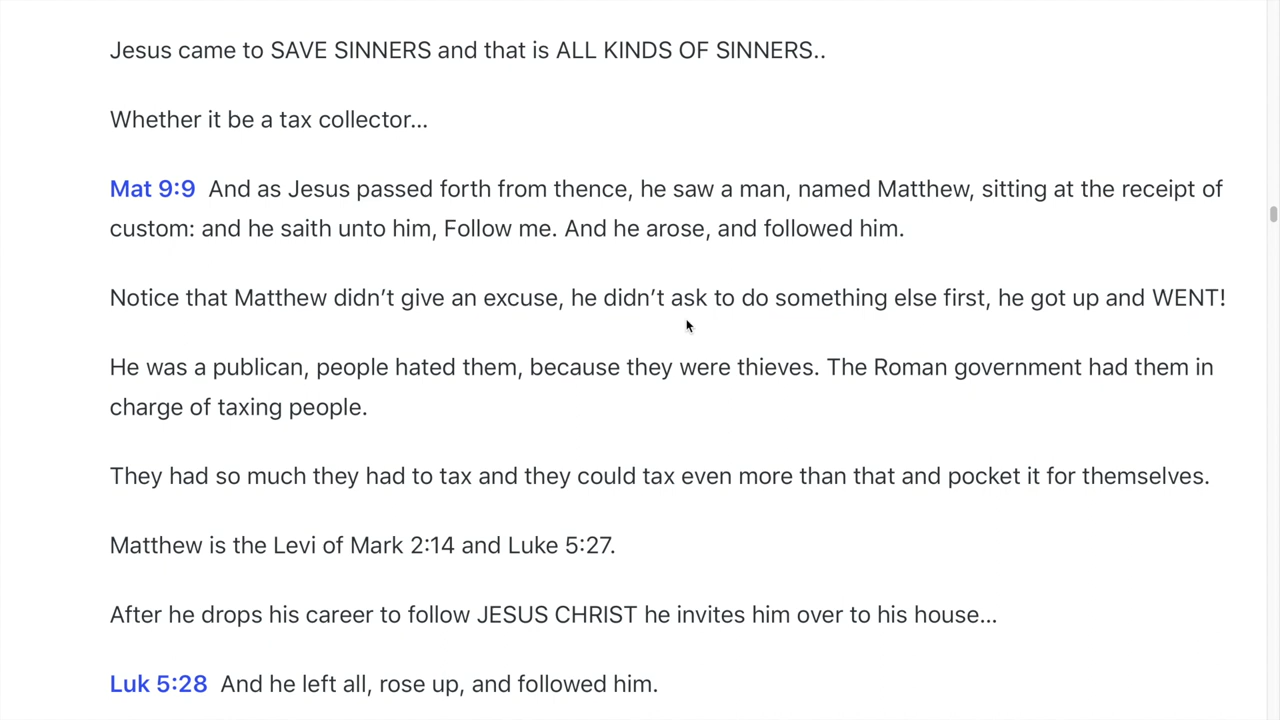 Jesus came to SAVE SINNERS and that is ALL KINDS OF SINNERS..
Whether it be a tax collector...
Mat 9:9 And as Jesus passed forth from thence, he saw a man, named Matthew, sitting at the receipt of
custom: and he saith unto him, Follow me. And he arose, and followed him.
Notice that Matthew didn’t give an excuse, he didn’t ask to do something else first, he got up and WENT!
He was a publican, people hated them, because they were thieves. The Roman government had them in
charge of taxing people.
They had so much they had to tax and they could tax even more than that and pocket it for themselves.
Matthew is the Levi of Mark 2:14 and Luke 5:27.
After he drops his career to follow JESUS CHRIST he invites him over to his house...
Luk 5:28 And he left all, rose up, and followed him.